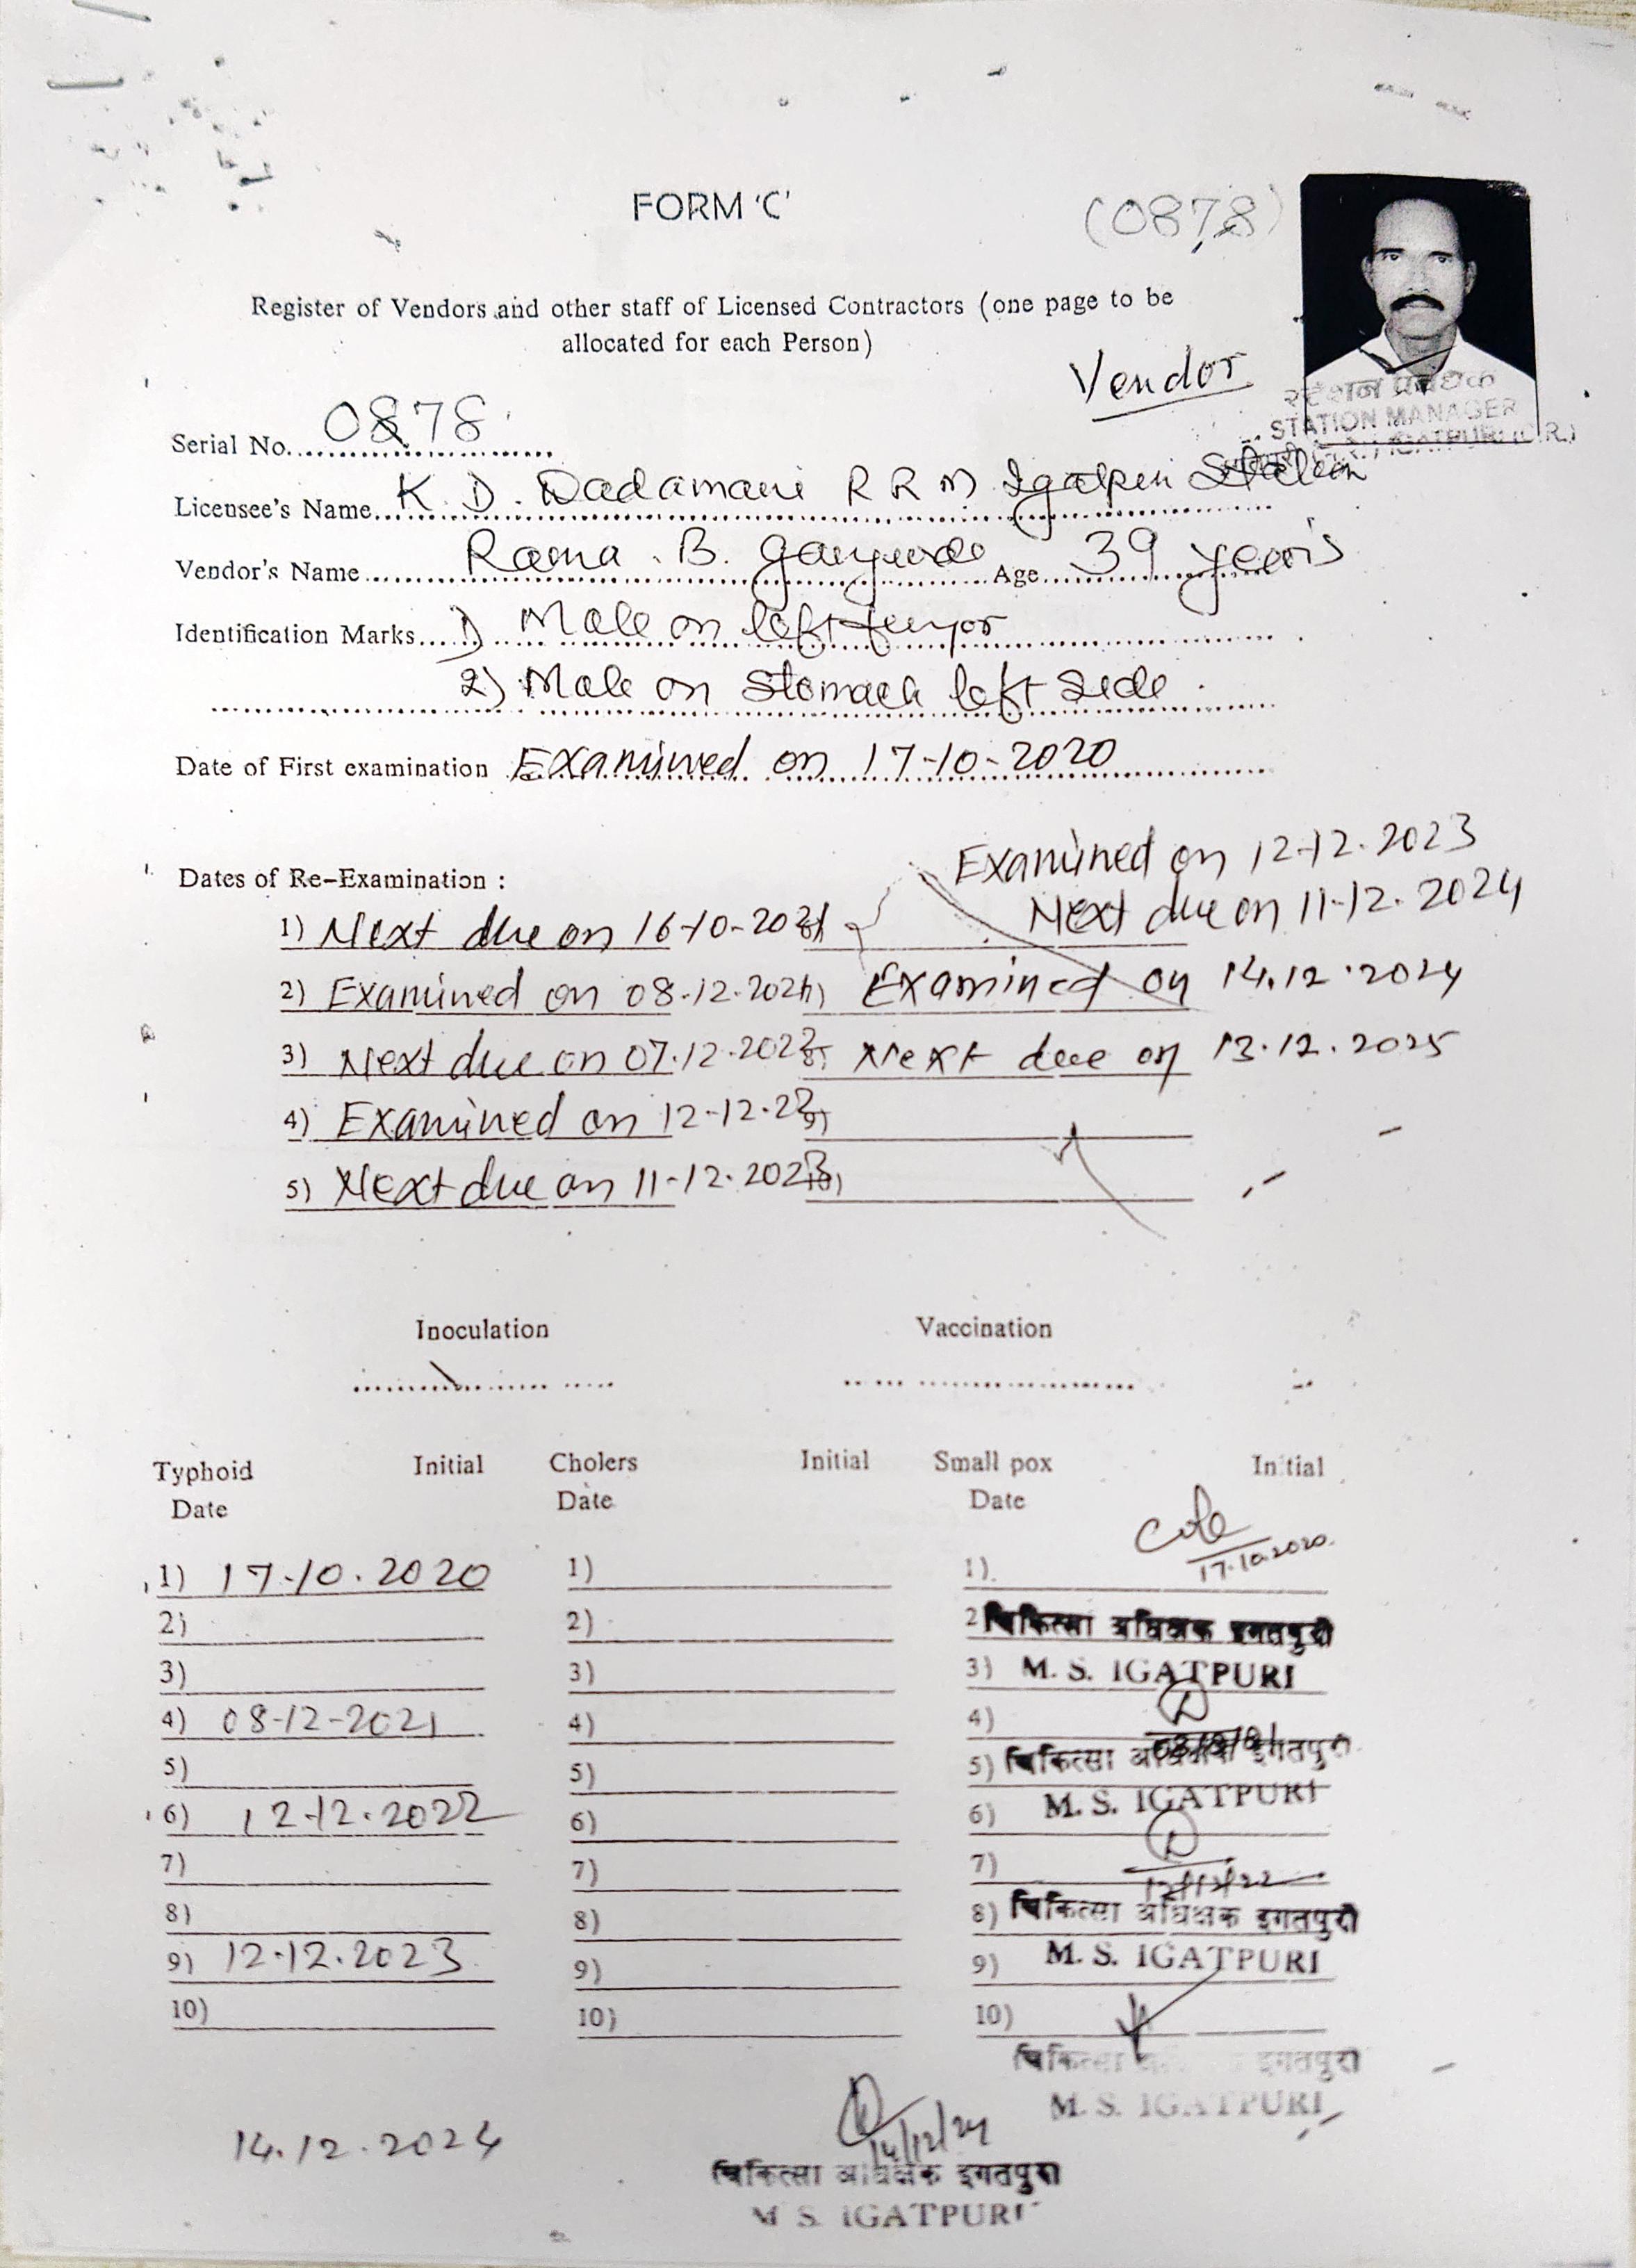 FORM 'C'
(0878)
Register of Vendors and other staff of Licensed Contractors (one page to be
allocated for each Person)
Vendor
स्टेशन प्रबंधक
STATION MANAGER
IGATPURI (C.R.)
Serial No. 0878
Licensee's Name K. D. Dadamani R R M Igatpuri Station
Vendor's Name Rama . B. Age 39 years
Identification Marks 1) Mole on left
2) Mole on Stomach left side
Date of First examination Examined on 17-10-2020
Examined on 12-12.2023
Dates of Re-Examination :
Next due on 11-12.2024
1) Next due on 16-10-2021
2) Examined on 08-12-2021 Examined on 14.12.2024
3) Next due on 07.12.2022 Next due on 13.12.2025
4) Examined on 12-12.22 9)
5) Next due on 11-12.2023 10)
Inoculation Vaccination
Typhoid Initial Cholers Initial Small pox Initial
Date Date Date
17.10.2020
1) 17-10.2020 1) 1)
2) 2) 2 चिकित्सा अधिक्षक इगतपुरी
3) 3) 3) M. S. IGATPURI
4) 08-12-2021 4) 4)
5) 5) 5) चिकित्सा अधिक्षक इगतपुरी
6) 12-12.2022 6) 6) M. S. IGATPURI
7) 7) 7) 12/12/22
8) 8) 8) चिकित्सा अधिक्षक इगतपुरी
9) 12-12.2023 9) 9) M. S. IGATPURI
10) 10) 10)
चिकित्सा इगतपुरी
M. S. IGATPURI
14.12.2024 14/12/24
चिकित्सा अधिक्षक इगतपुरी
M S. IGATPURI